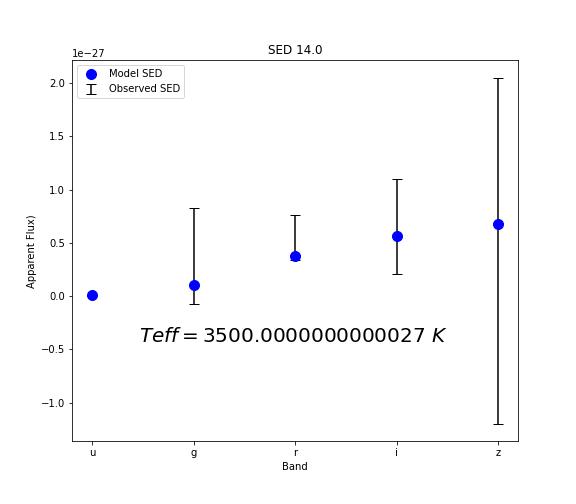 SED 14.0
1e−27
Model SED
Observed SED
2.0
1.5
1.0
0.5
0.0
−0.5
−1.0
Apparent Flux)
Teff = 3500.0000000000027 K
u g r i z
Band